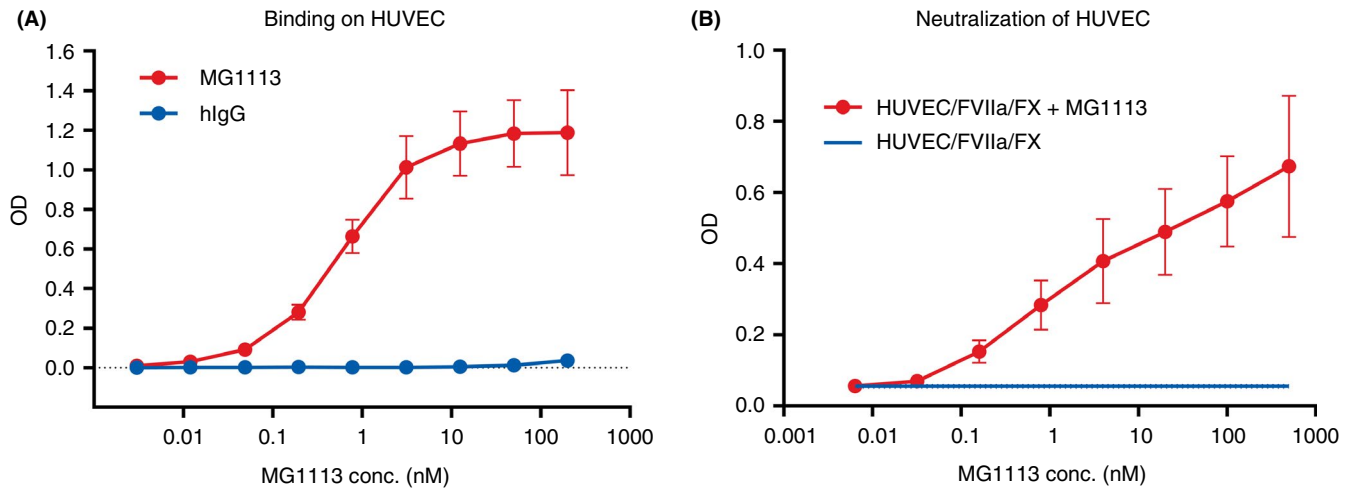 (A) Binding on HUVEC
1.6
1.4
1.2
1.0
0.8
0.6
0.4
0.2
0.0
OD
MG1113
hIgG
0.01 0.1 1 10 100 1000
MG1113 conc. (nM)
(B) Neutralization of HUVEC
1.0
0.8
0.6
0.4
0.2
0.0
OD
HUVEC/FVIIa/FX + MG1113
HUVEC/FVIIa/FX
0.001 0.01 0.1 1 10 100 1000
MG1113 conc. (nM)